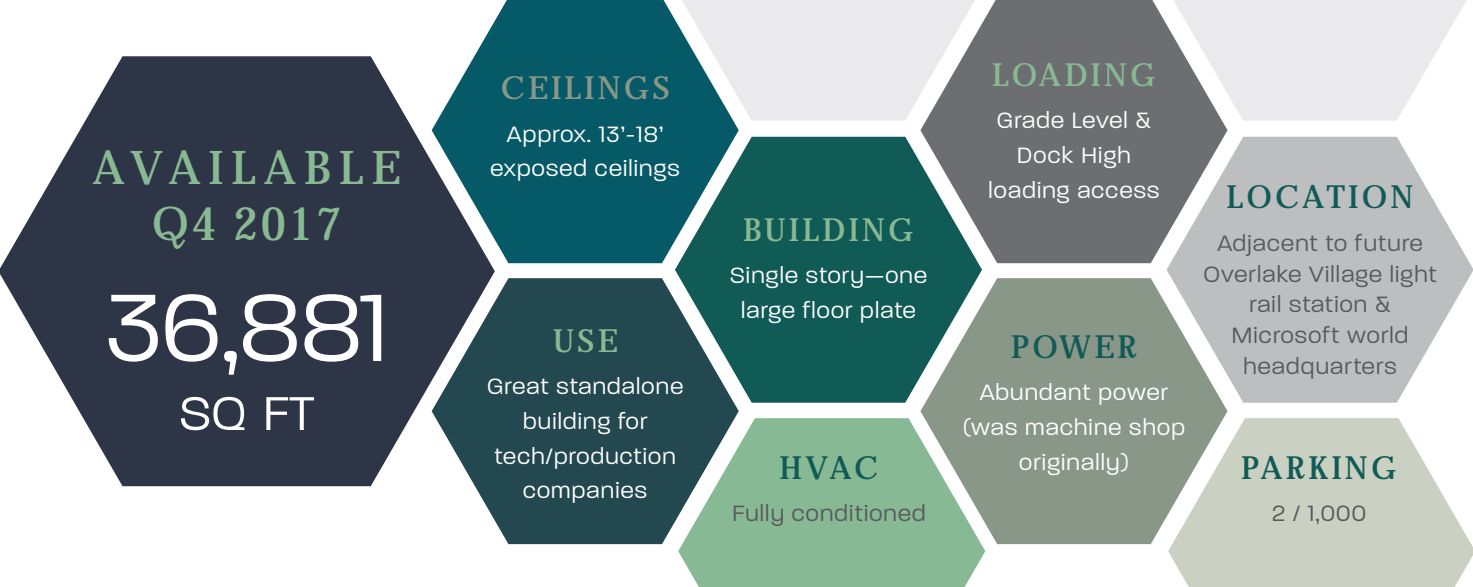 AVAILABLE
Q4 2017
36,881
SQ FT
CEILINGS
Approx. 13’-18’
exposed ceilings
USE
Great standalone
building for
tech/production
companies
BUILDING
Single story—one
large floor plate
HVAC
Fully conditioned
LOADING
Grade Level &
Dock High
loading access
POWER
Abundant power
(was machine shop
originally)
LOCATION
Adjacent to future
Overlake Village light
rail station &
Microsoft world
headquarters
PARKING
2 / 1,000